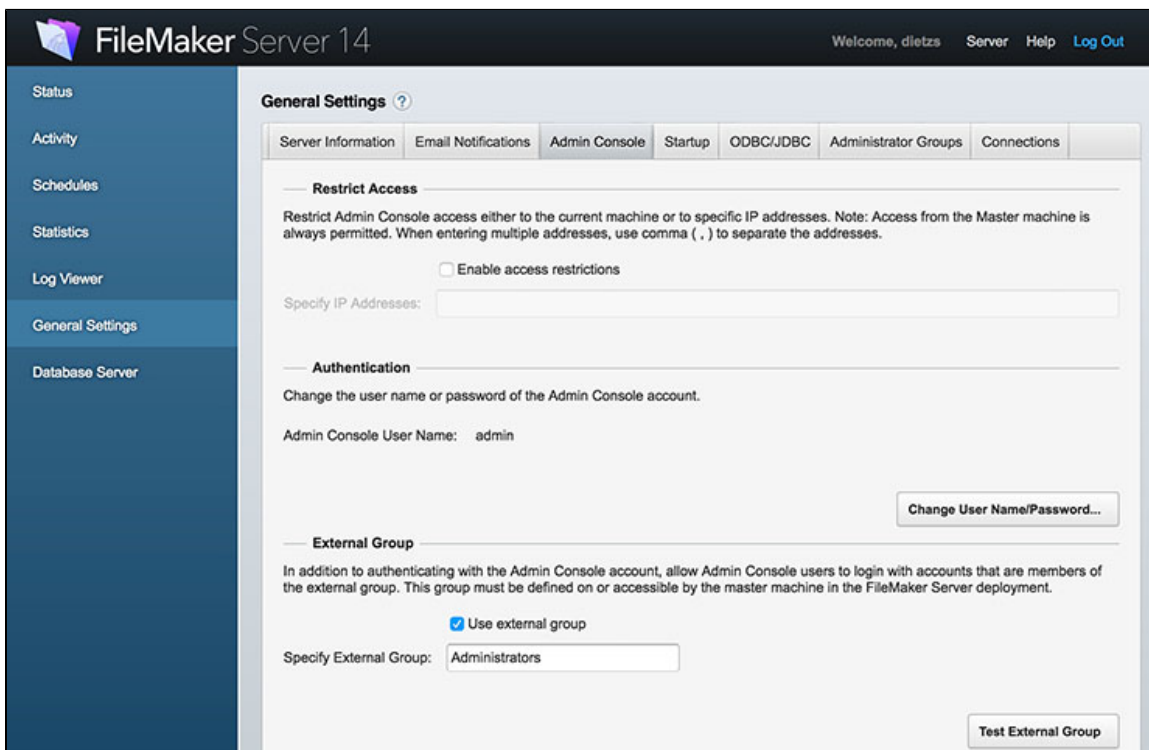 FileMaker Server 14
Welcome, dietzs Server Help Log Out
Status
Activity
Schedules
Statistics
Log Viewer
General Settings
Database Server
General Settings ?
Server Information Email Notifications Admin Console Startup ODBC/JDBC Administrator Groups Connections
Restrict Access
Restrict Admin Console access either to the current machine or to specific IP addresses. Note: Access from the Master machine is
always permitted. When entering multiple addresses, use comma ( , ) to separate the addresses.
Enable access restrictions
Specify IP Addresses:
Authentication
Change the user name or password of the Admin Console account.
Admin Console User Name: admin
Change User Name/Password...
External Group
In addition to authenticating with the Admin Console account, allow Admin Console users to login with accounts that are members of
the external group. This group must be defined on or accessible by the master machine in the FileMaker Server deployment.
Use external group
Specify External Group: Administrators
Test External Group